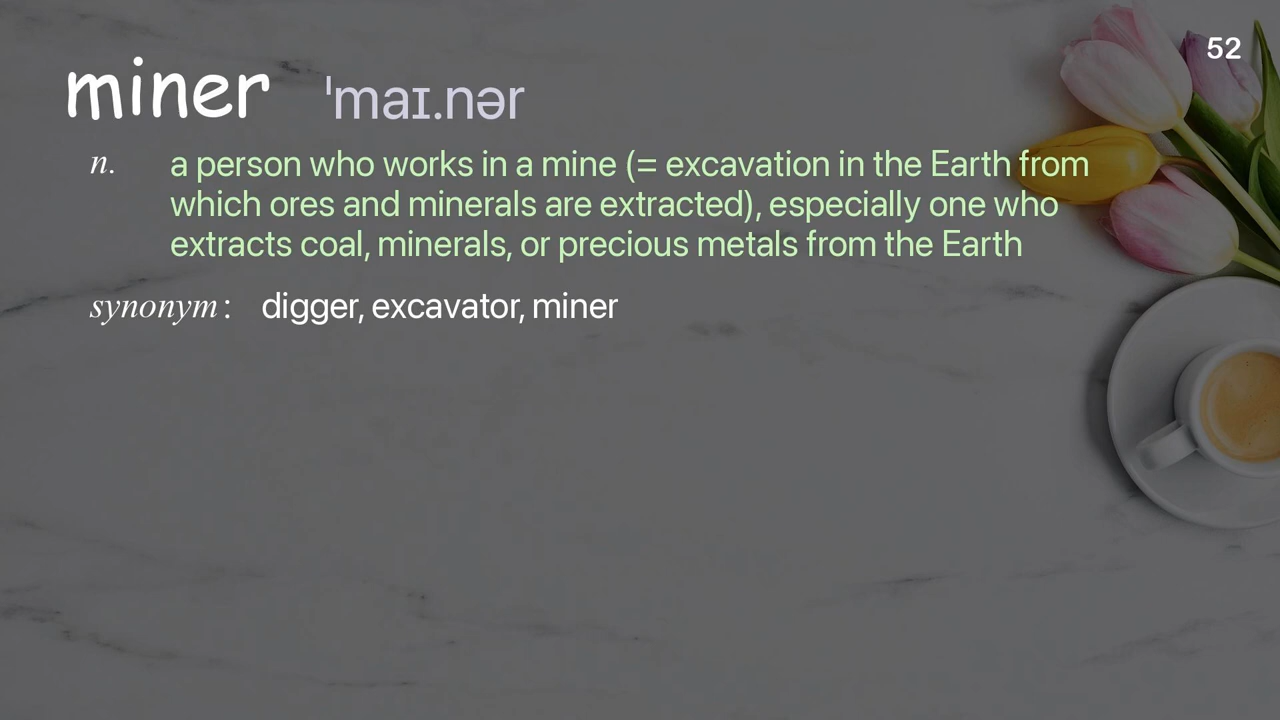 52
miner ˈmaɪ.nər
n. a person who works in a mine (= excavation in the Earth from
which ores and minerals are extracted), especially one who
extracts coal, minerals, or precious metals from the Earth
synonym : digger, excavator, miner